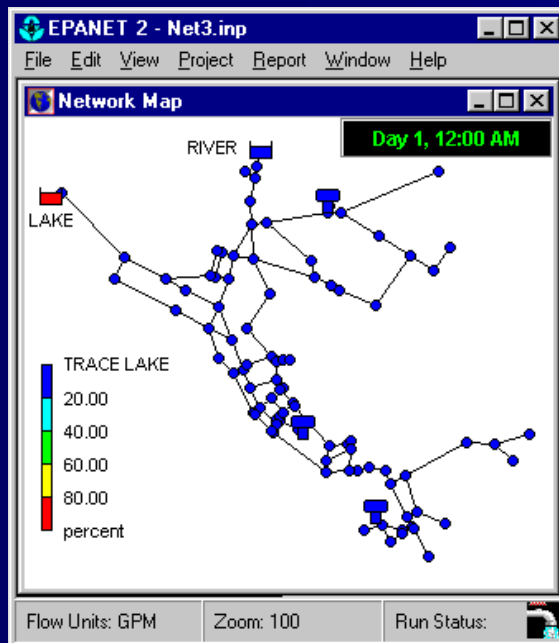 EPANET 2 - Net3.inp
File Edit View Project Report Window Help
Network Map
Day 1, 12:00 AM
RIVER
LAKE
TRACE LAKE
20.00
40.00
60.00
80.00
percent
Flow Units: GPM Zoom: 100 Run Status: